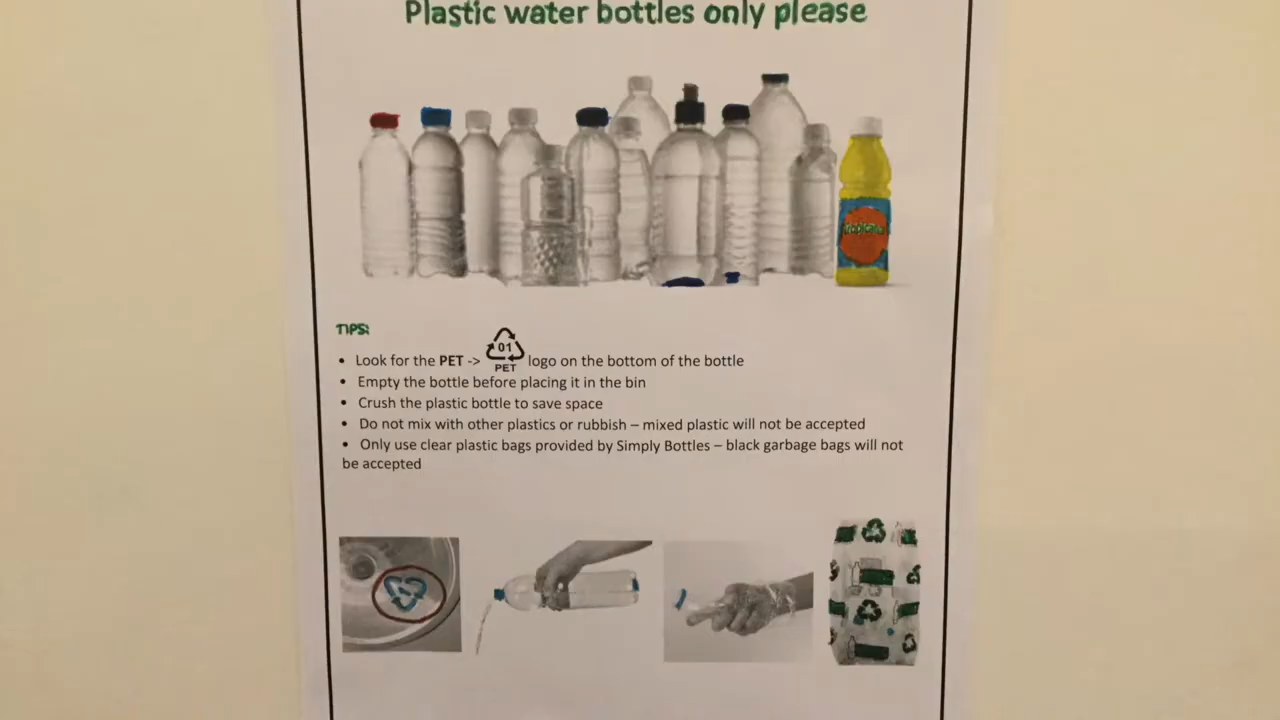 Plastic water bottles only please
TIPS:
• Look for the PET -> 01 PET logo on the bottom of the bottle
• Empty the bottle before placing it in the bin
• Crush the plastic bottle to save space
• Do not mix with other plastics or rubbish – mixed plastic will not be accepted
• Only use clear plastic bags provided by Simply Bottles – black garbage bags will not
be accepted